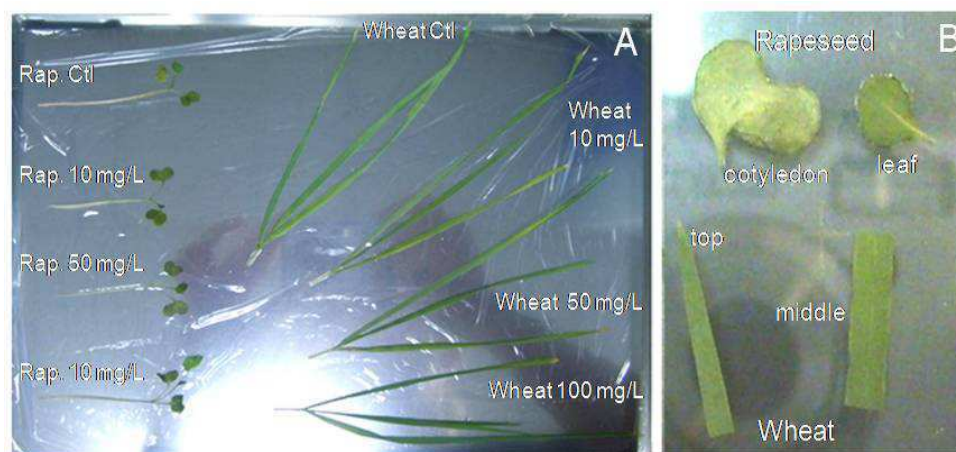 Wheat Ctl
A
Rap. Ctl
Wheat
10 mg/L
Rap. 10 mg/L
Rap. 50 mg/L
Wheat 50 mg/L
Rap. 10 mg/L
Wheat 100 mg/L
B
Rapeseed
cotyledon
leaf
top
middle
Wheat